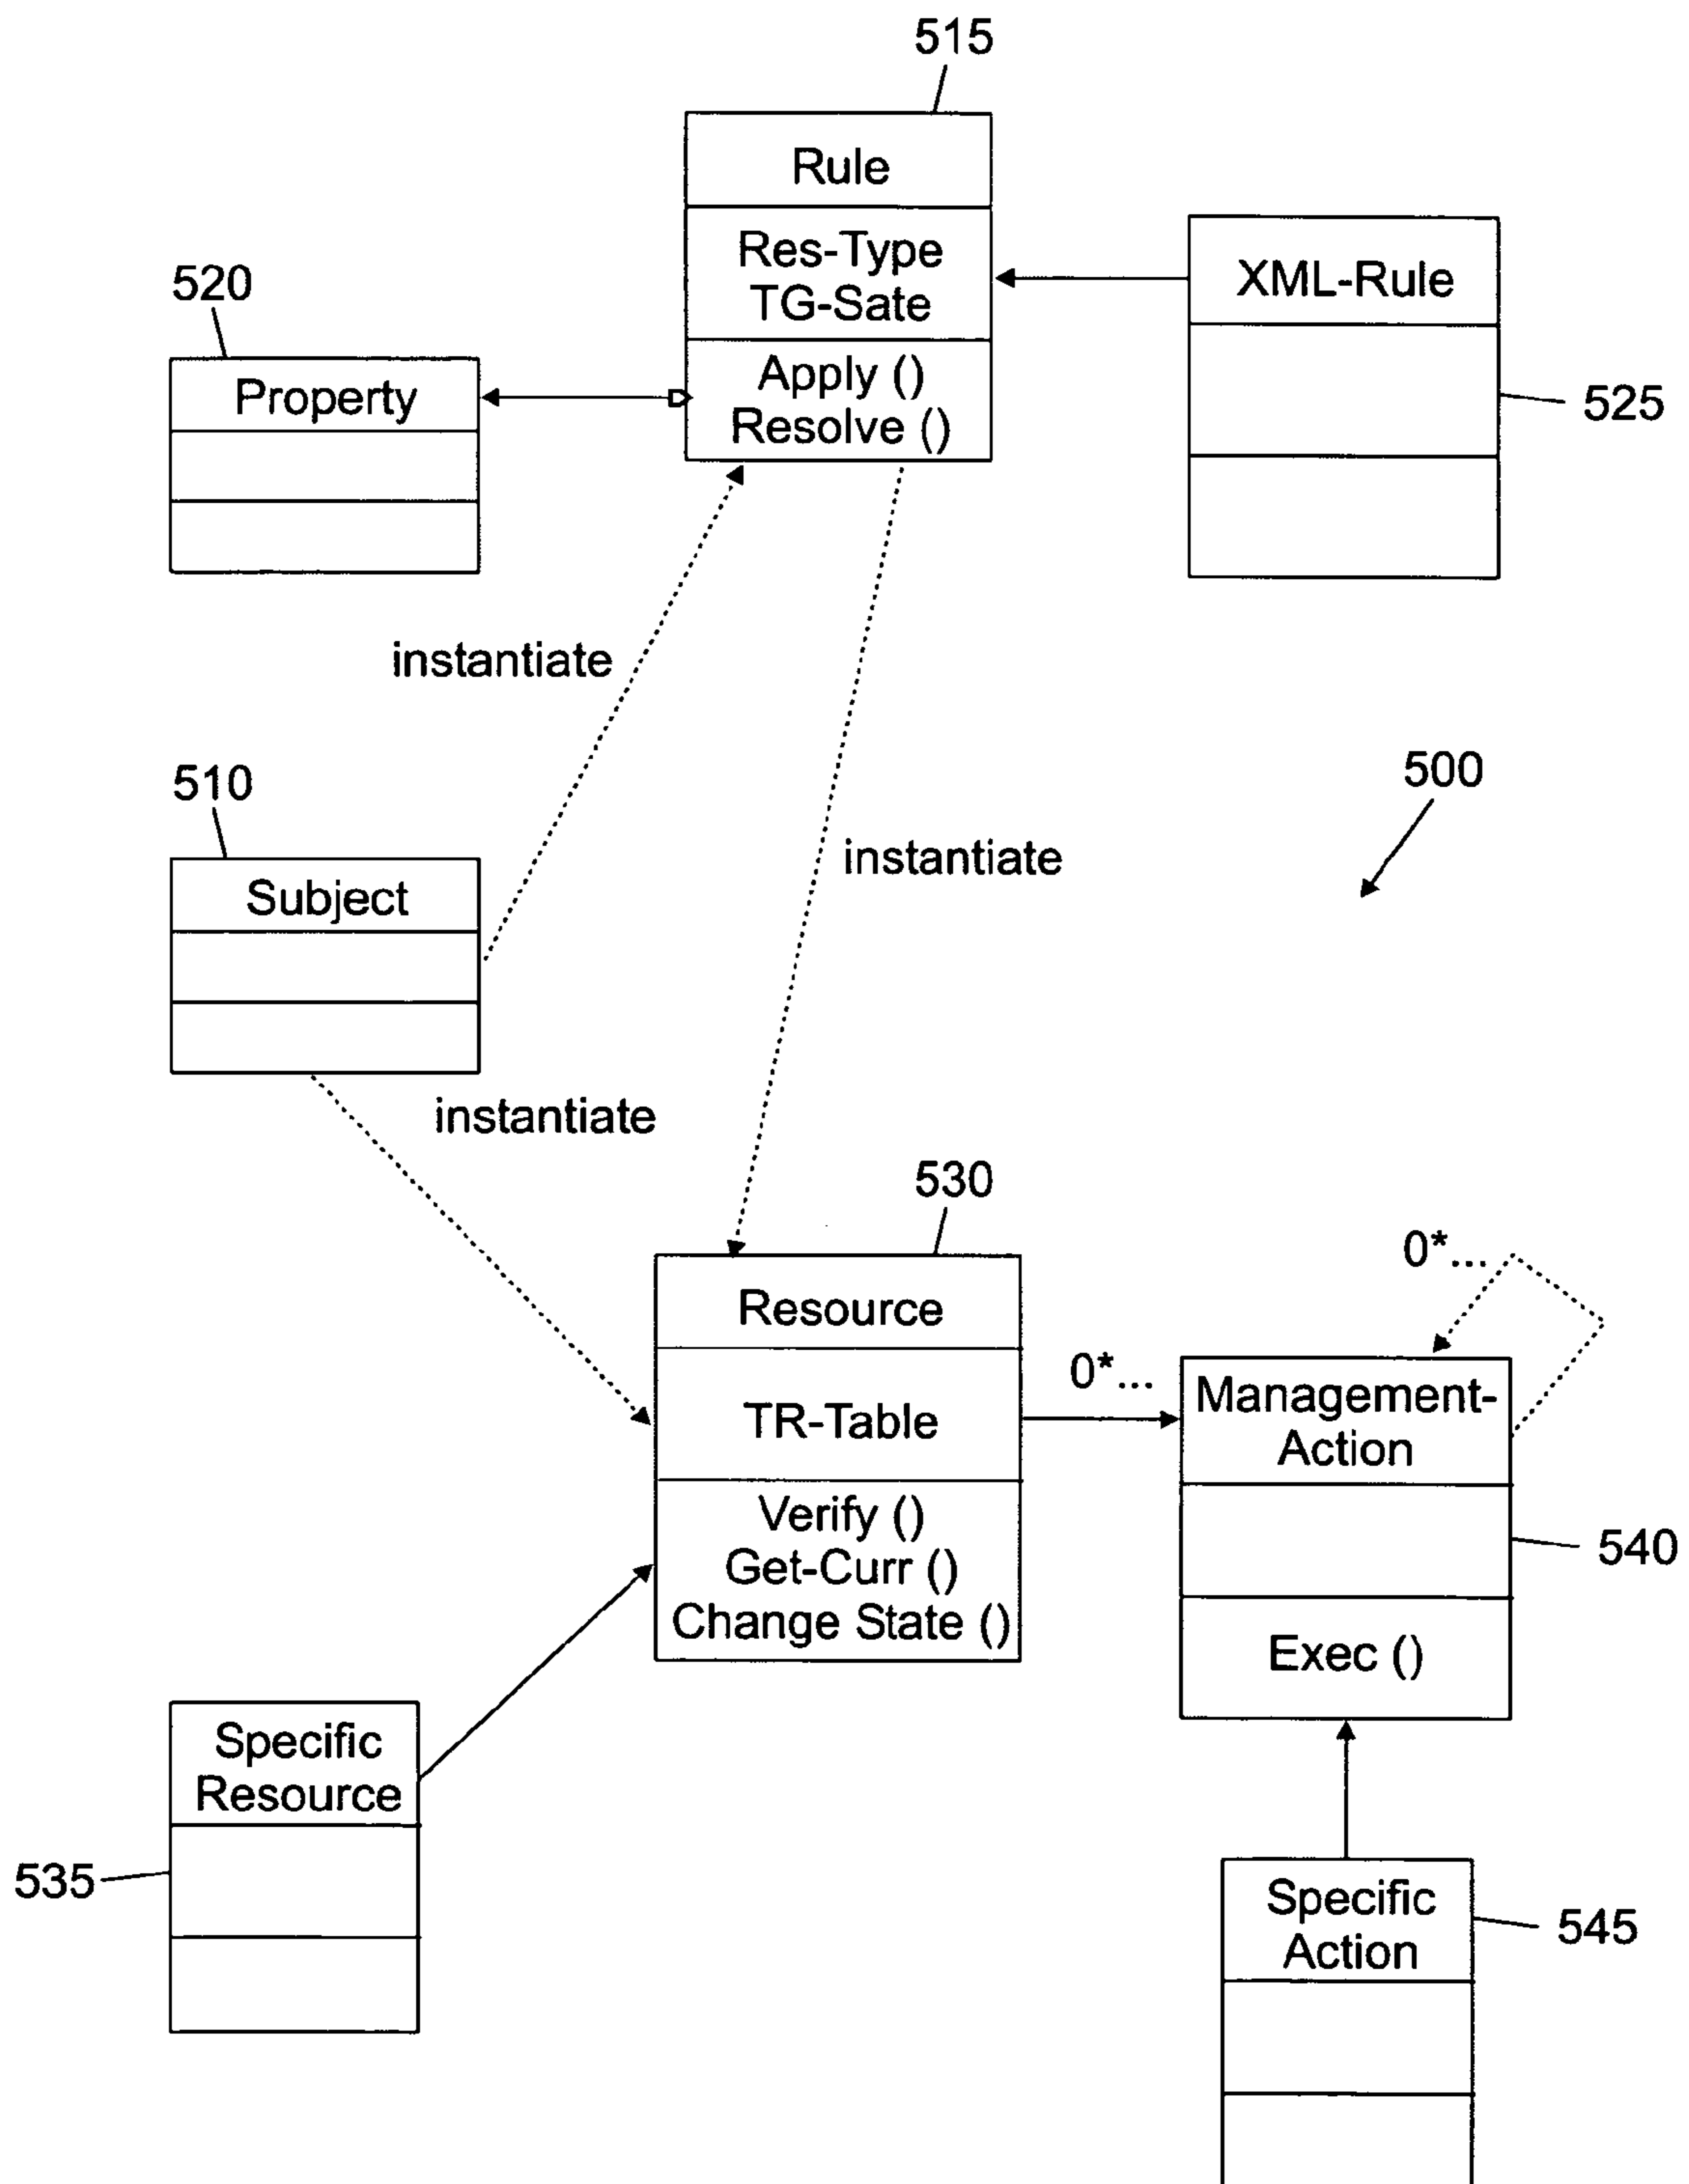 515
Rule
Res-Type
TG-Sate
Apply ()
Resolve ()
XML-Rule
525
520
Property
instantiate
510
Subject
instantiate
500
instantiate
530
Resource
TR-Table
Verify ()
Get-Curr ()
Change State ()
0*...
0*...
Management-
Action
540
Exec ()
Specific
Resource
535
Specific
Action
545